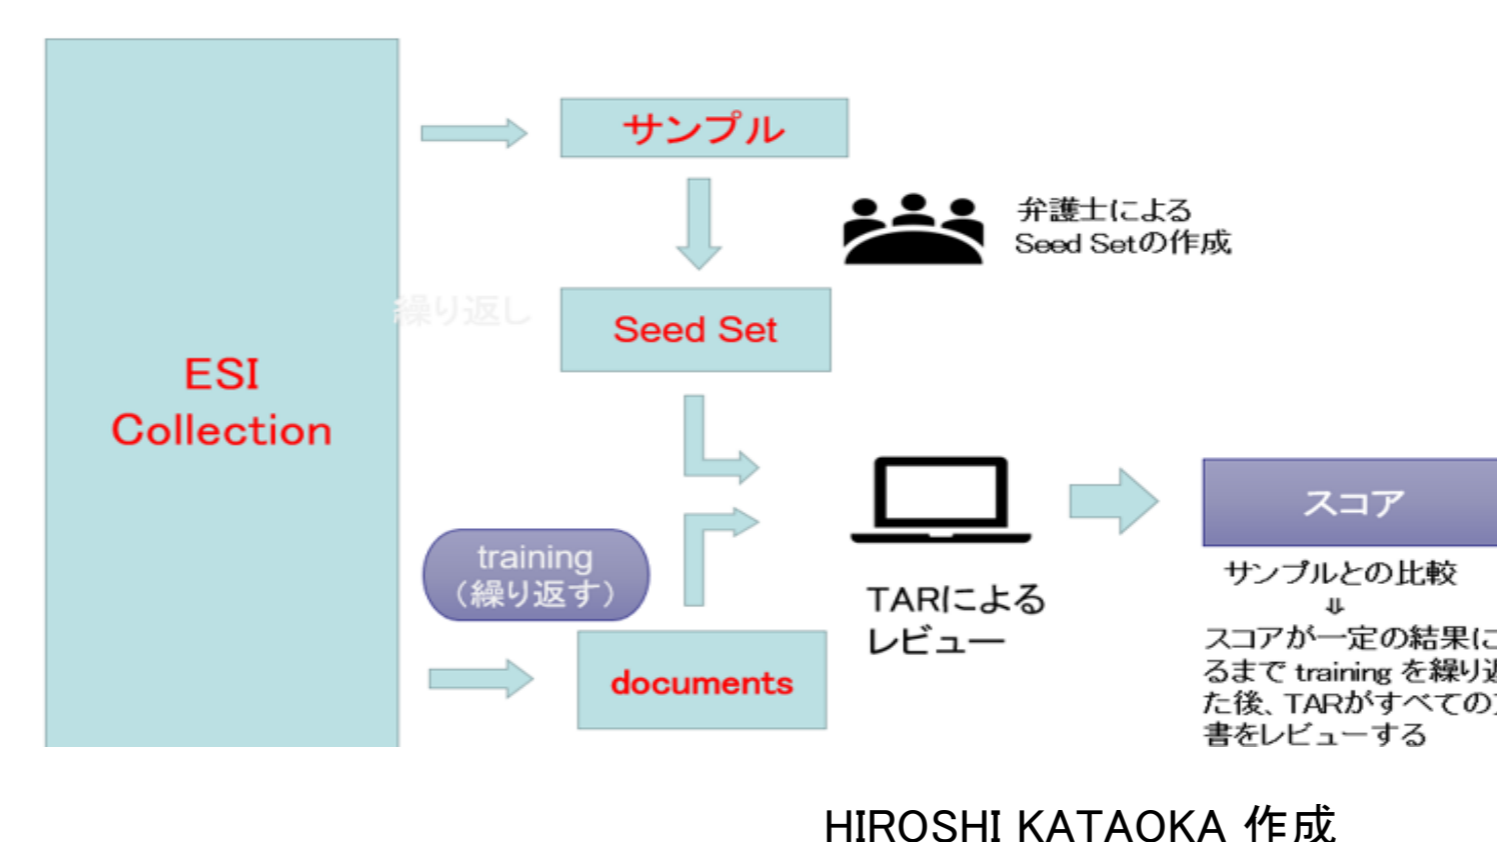 サンプル
弁護士による
Seed Setの作成
繰り返し
Seed Set
ESI
Collection
training
（繰り返す）
documents
TARによる
レビュー
スコア
サンプルとの比較
⇓
スコアが一定の結果に
るまで training を繰り
た後、TARがすべての
書をレビューする
HIROSHI KATAOKA 作成